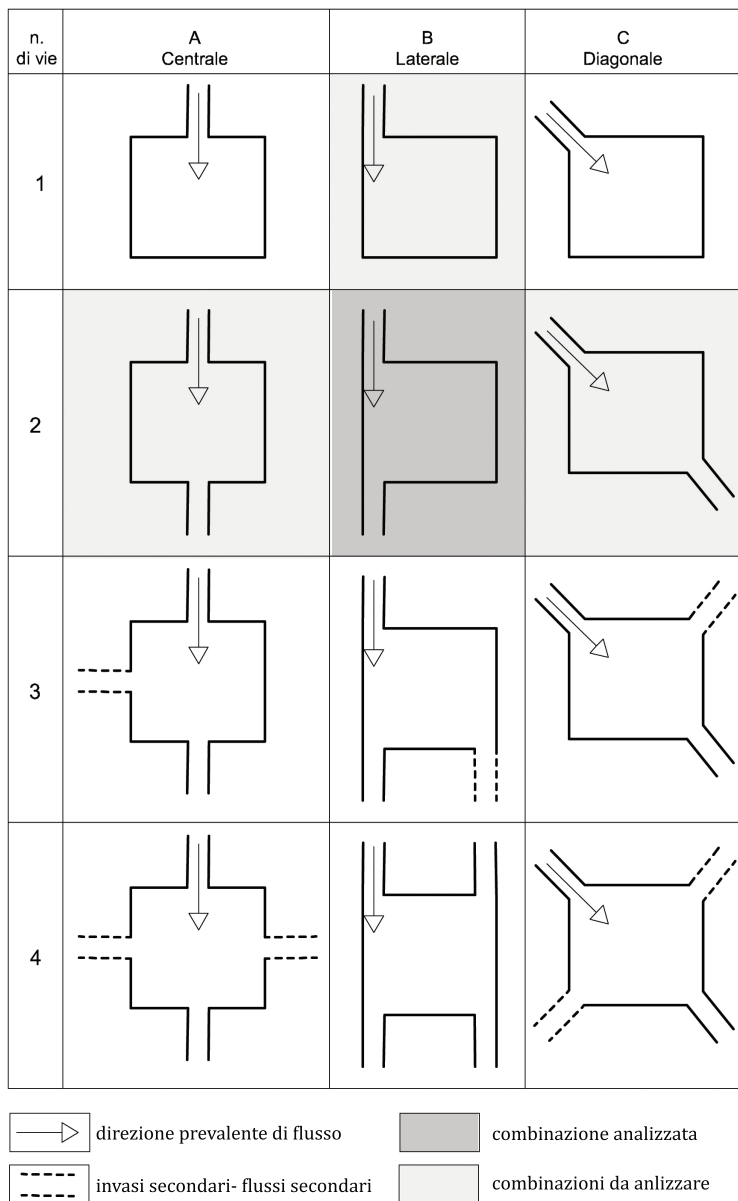 n.
di vie
A
Centrale
B
Laterale
C
Diagonale
1
2
3
4
direzione prevalente di flusso
combinazione analizzata
invasi secondari- flussi secondari
combinazioni da anlizzare